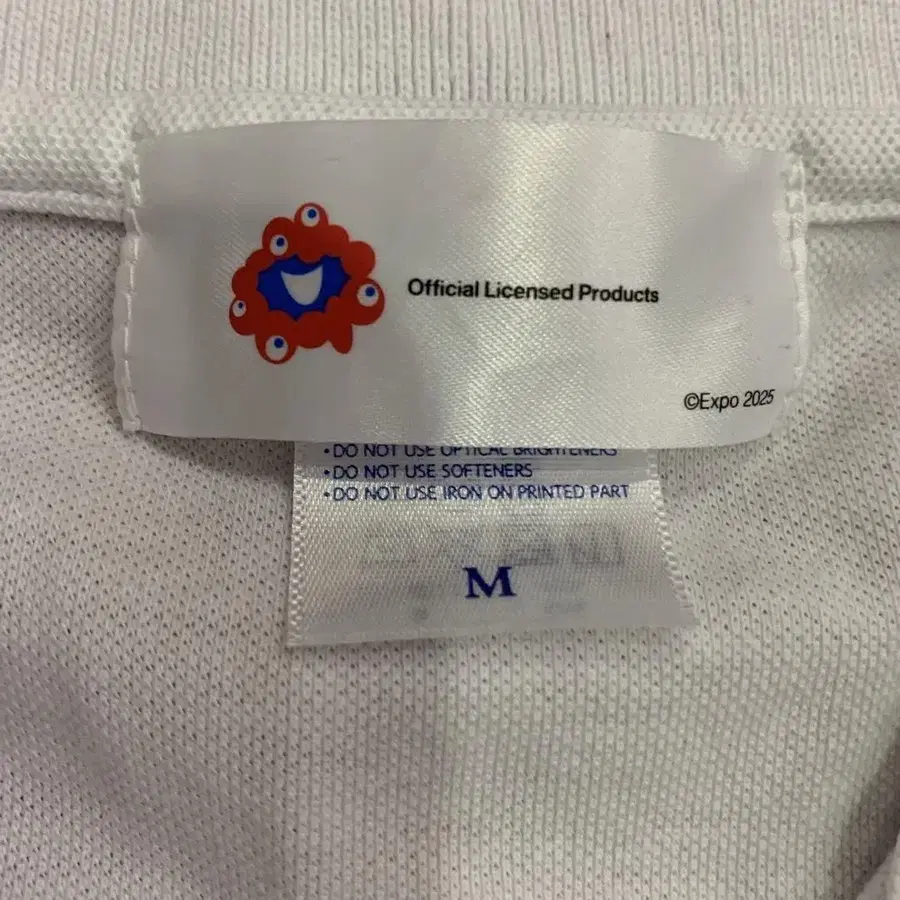 Official Licensed Products
©Expo 2025
•DO NOT USE OPTICAL BRIGHTENERS
•DO NOT USE SOFTENERS
•DO NOT USE IRON ON PRINTED PART
M